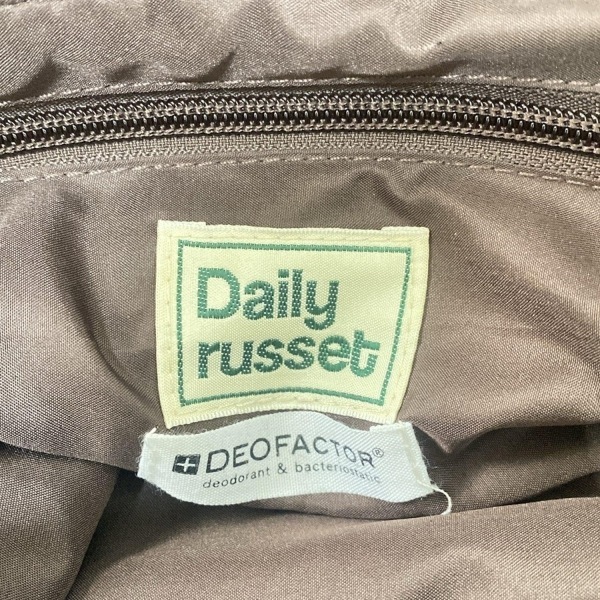 Daily
russet
DEOFACTOR®
deodorant & bacteriostatic